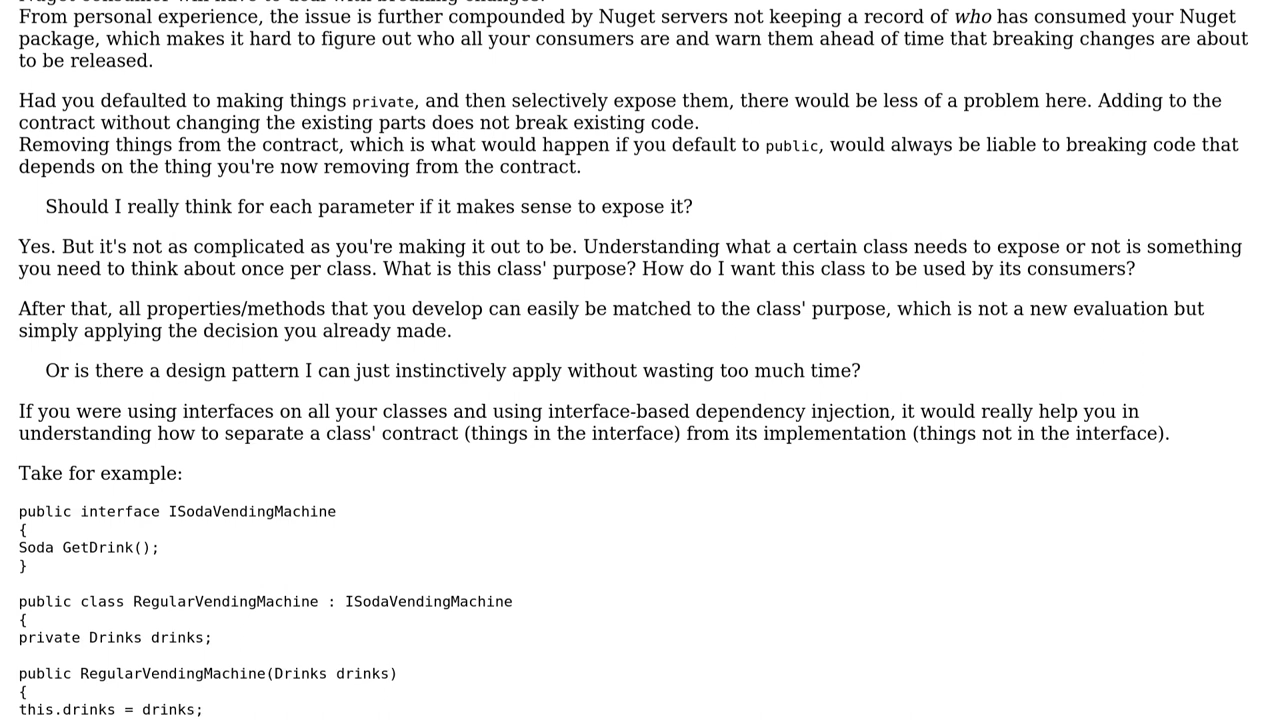 From personal experience, the issue is further compounded by Nuget servers not keeping a record of who has consumed your Nuget
package, which makes it hard to figure out who all your consumers are and warn them ahead of time that breaking changes are about
to be released.
Had you defaulted to making things private, and then selectively expose them, there would be less of a problem here. Adding to the
contract without changing the existing parts does not break existing code.
Removing things from the contract, which is what would happen if you default to public, would always be liable to breaking code that
depends on the thing you're now removing from the contract.
Should I really think for each parameter if it makes sense to expose it?
Yes. But it's not as complicated as you're making it out to be. Understanding what a certain class needs to expose or not is something
you need to think about once per class. What is this class' purpose? How do I want this class to be used by its consumers?
After that, all properties/methods that you develop can easily be matched to the class' purpose, which is not a new evaluation but
simply applying the decision you already made.
Or is there a design pattern I can just instinctively apply without wasting too much time?
If you were using interfaces on all your classes and using interface-based dependency injection, it would really help you in
understanding how to separate a class' contract (things in the interface) from its implementation (things not in the interface).
Take for example:
public interface ISodaVendingMachine
{
Soda GetDrink();
}
public class RegularVendingMachine : ISodaVendingMachine
{
private Drinks drinks;
public RegularVendingMachine(Drinks drinks)
{
this.drinks = drinks;